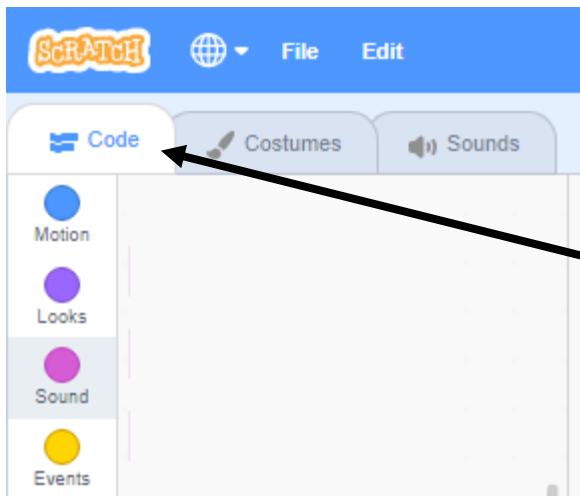 SCRATCH File Edit
Code Costumes Sounds
Motion
Looks
Sound
Events